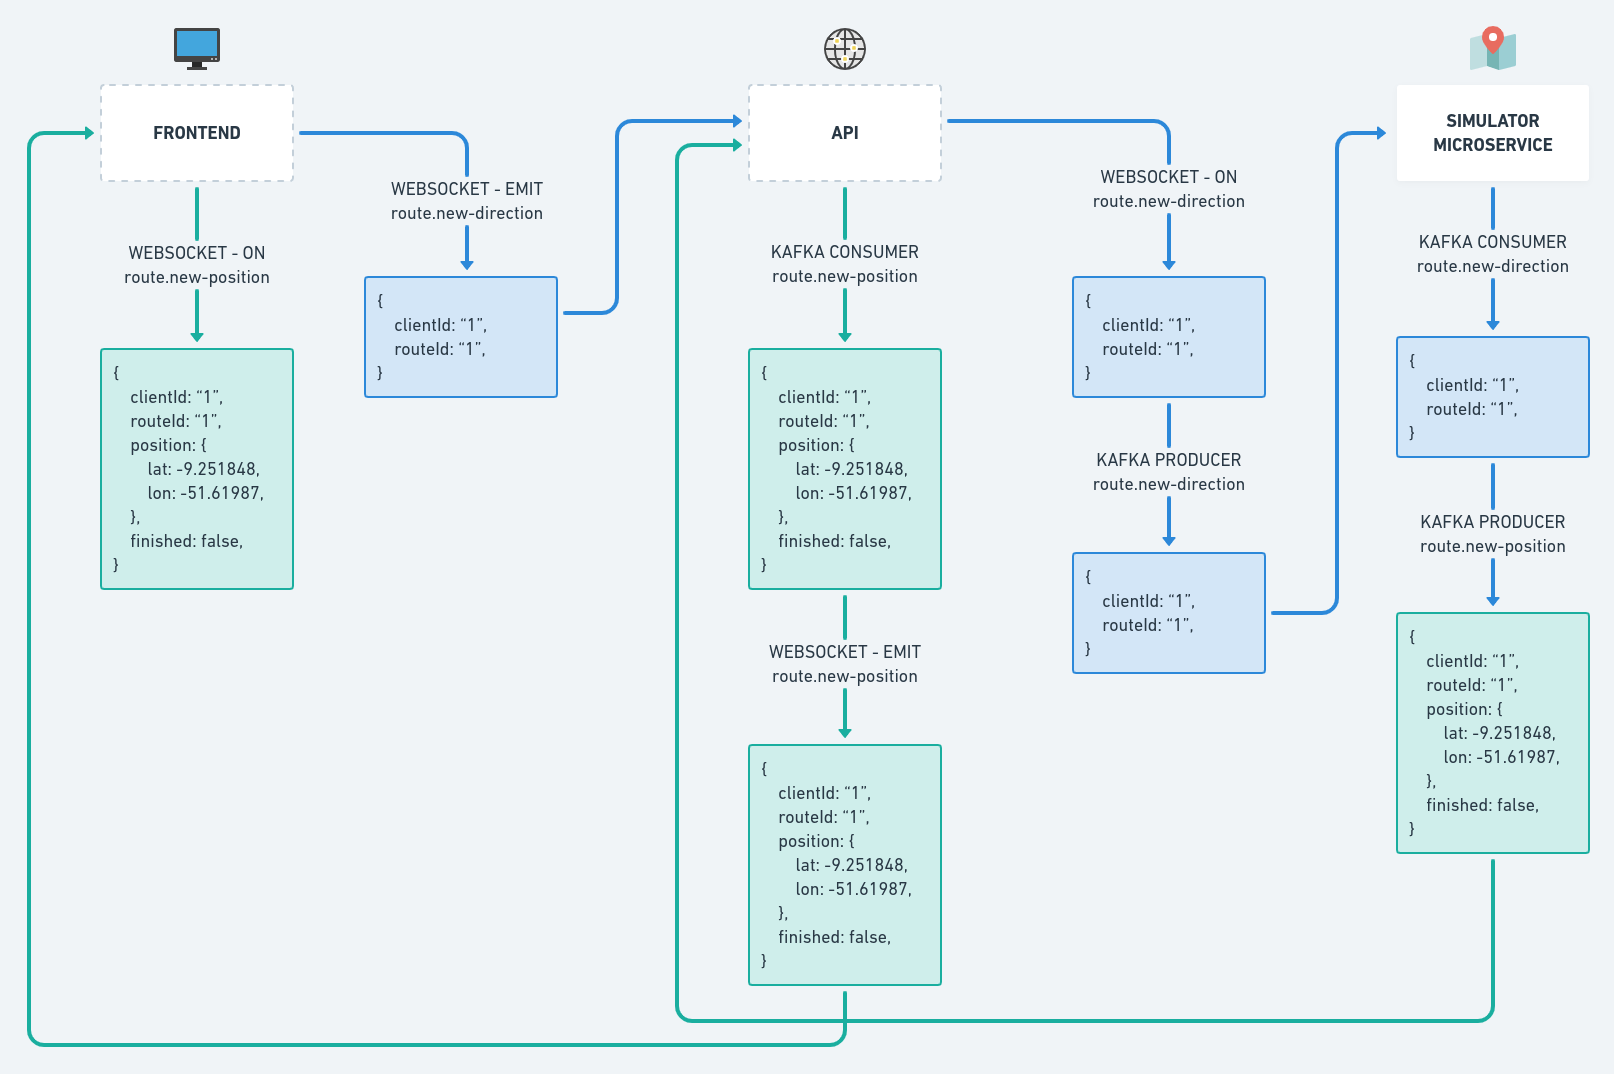 FRONTEND
WEBSOCKET - ON
route.new-position
{
clientId: “1”,
routeId: “1”,
position: {
lat: -9.251848,
lon: -51.61987,
},
finished: false,
}
WEBSOCKET - EMIT
route.new-direction
{
clientId: “1”,
routeId: “1”,
}
API
KAFKA CONSUMER
route.new-position
{
clientId: “1”,
routeId: “1”,
position: {
lat: -9.251848,
lon: -51.61987,
},
finished: false,
}
WEBSOCKET - EMIT
route.new-position
{
clientId: “1”,
routeId: “1”,
position: {
lat: -9.251848,
lon: -51.61987,
},
finished: false,
}
WEBSOCKET - ON
route.new-direction
{
clientId: “1”,
routeId: “1”,
}
KAFKA PRODUCER
route.new-direction
{
clientId: “1”,
routeId: “1”,
}
SIMULATOR
MICROSERVICE
KAFKA CONSUMER
route.new-direction
{
clientId: “1”,
routeId: “1”,
}
KAFKA PRODUCER
route.new-position
{
clientId: “1”,
routeId: “1”,
position: {
lat: -9.251848,
lon: -51.61987,
},
finished: false,
}